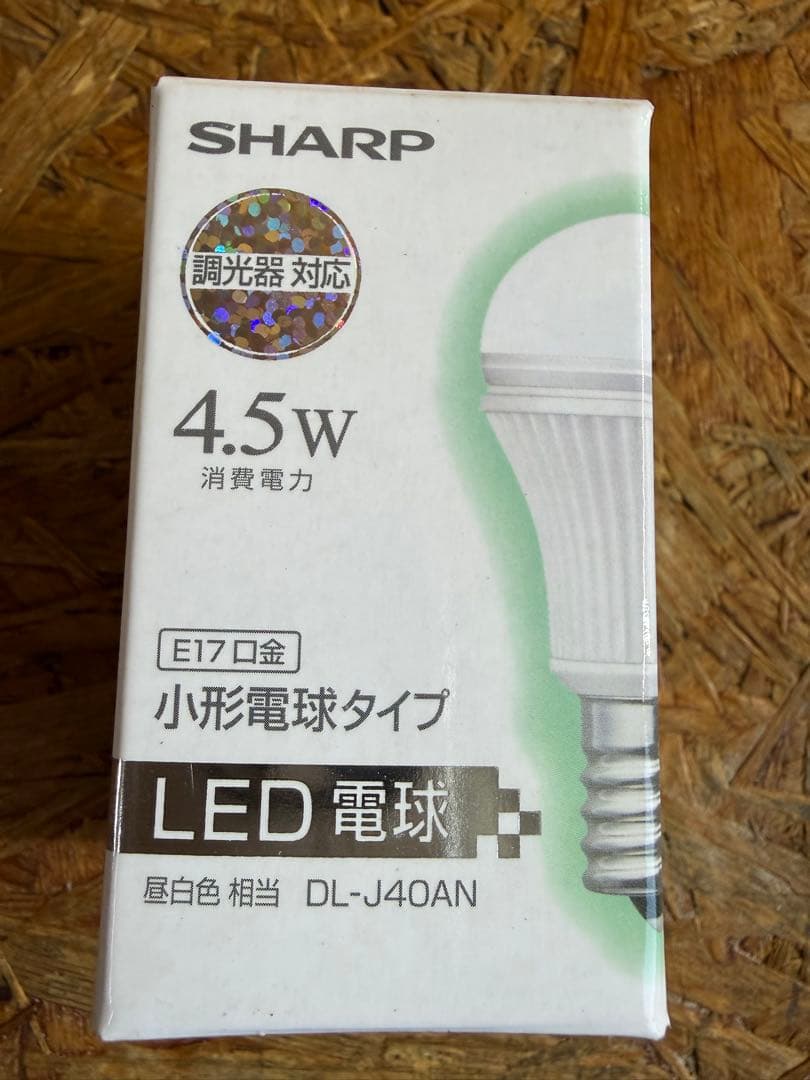 SHARP
調光器 対応
4.5W
消費電力
E17口金
小形電球タイプ
LED 電球
昼白色 相当 DL-J40AN